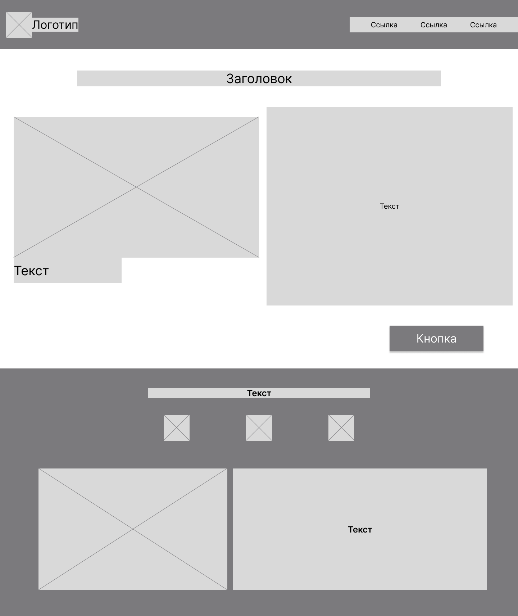 Логотип
Ссылка Ссылка Ссылка
Заголовок
Текст
Текст
Кнопка
Текст
Текст